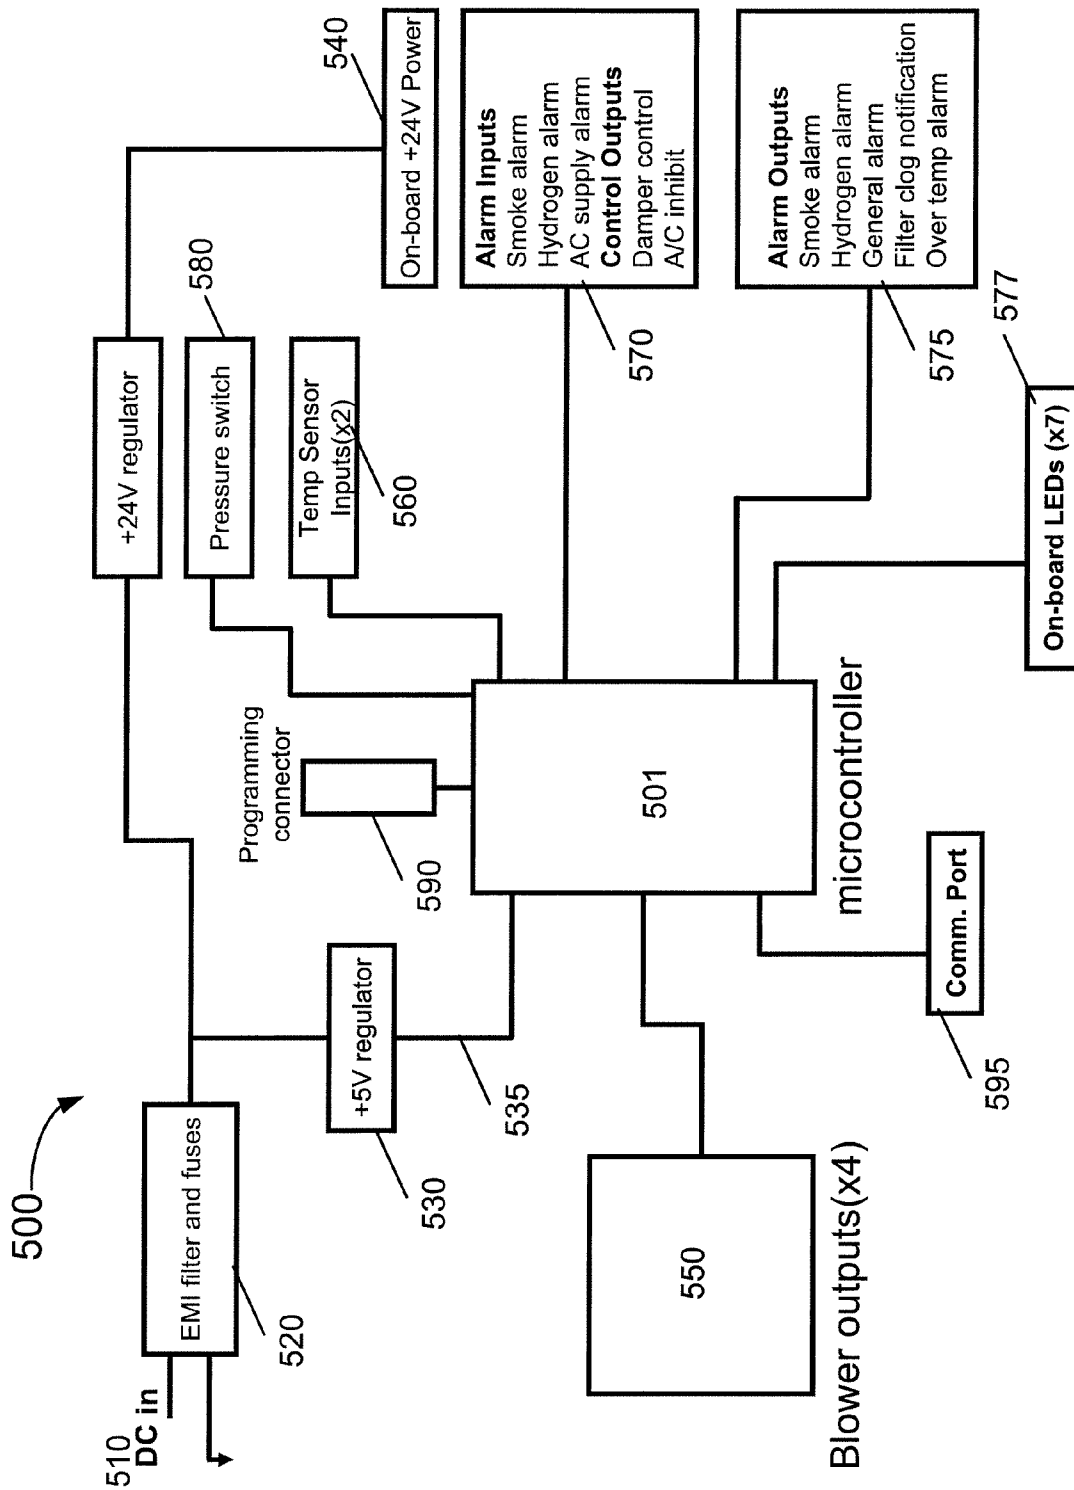 500
510
DC in
EMI filter and fuses
520
+5V regulator
530
535
+24V regulator
On-board +24V Power
540
Pressure switch
580
Temp Sensor
Inputs(x2)
560
Programming
connector
590
501
microcontroller
Alarm Inputs
Smoke alarm
Hydrogen alarm
AC supply alarm
Control Outputs
Damper control
A/C inhibit
570
Alarm Outputs
Smoke alarm
Hydrogen alarm
General alarm
Filter clog notification
Over temp alarm
575
577
On-board LEDs (x7)
550
Blower outputs(x4)
Comm. Port
595